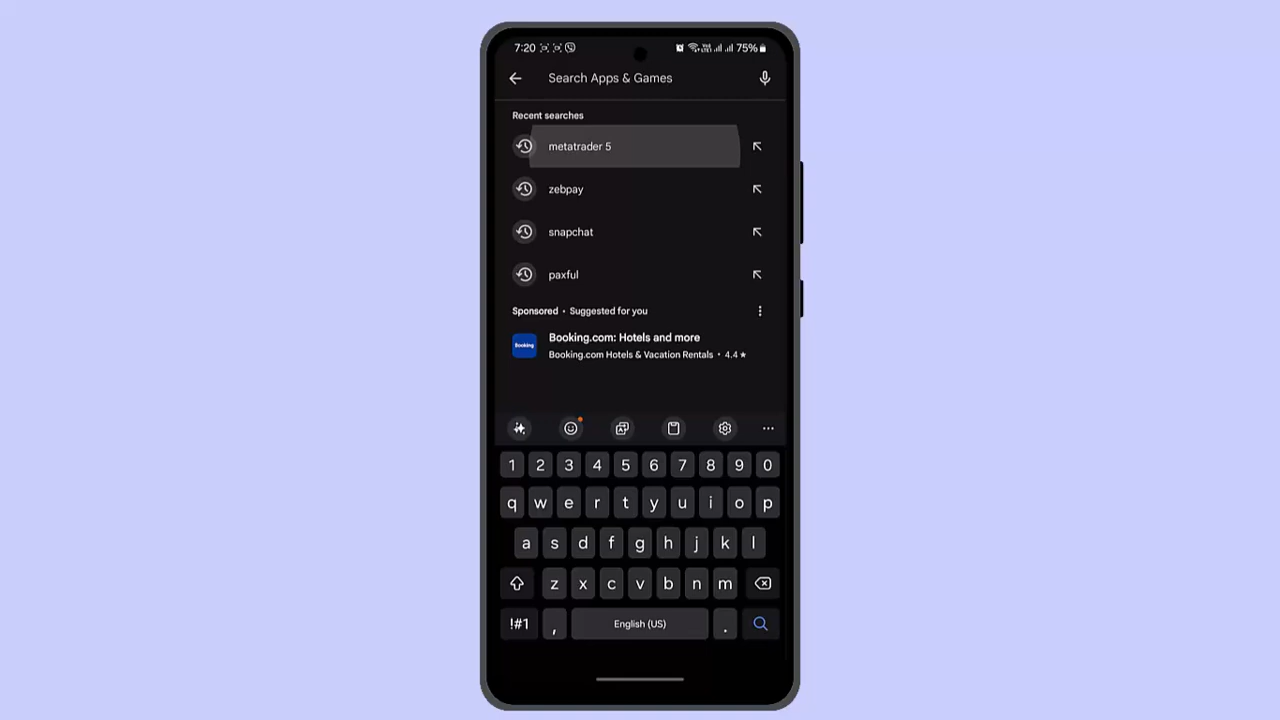 7:20 75%
Search Apps & Games
Recent searches
metatrader 5
zebpay
snapchat
paxful
Sponsored • Suggested for you
Booking.com: Hotels and more
Booking
Booking.com Hotels & Vacation Rentals • 4.4 ★
1 2 3 4 5 6 7 8 9 0
q w e r t y u i o p
a s d f g h j k l
z x c v b n m
!#1 , English (US) .